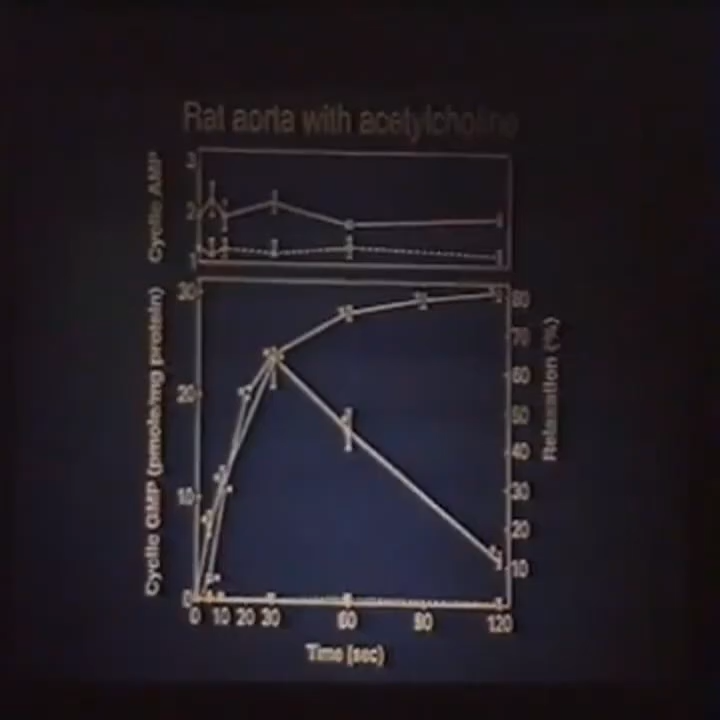 Rat aorta with acetylcholine
Cyclic AMP
3
2
1
Cyclic GMP (pmole/mg protein)
30
20
10
0
80
70
60
50
40
30
20
10
Relaxation (%)
0 10 20 30 60 90 120
Time (sec)